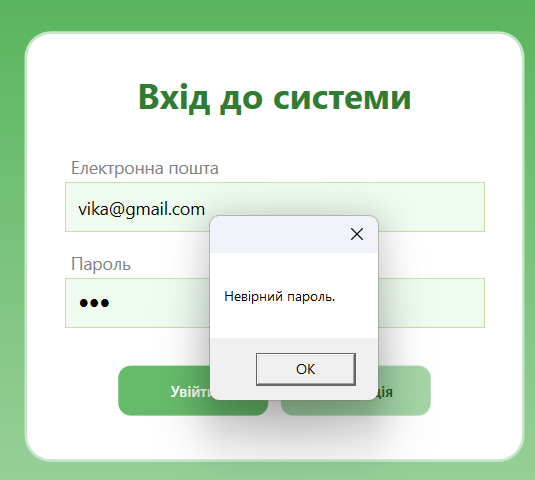 Вхід до системи
Електронна пошта
vika@gmail.com
Пароль
Невірний пароль.
OK